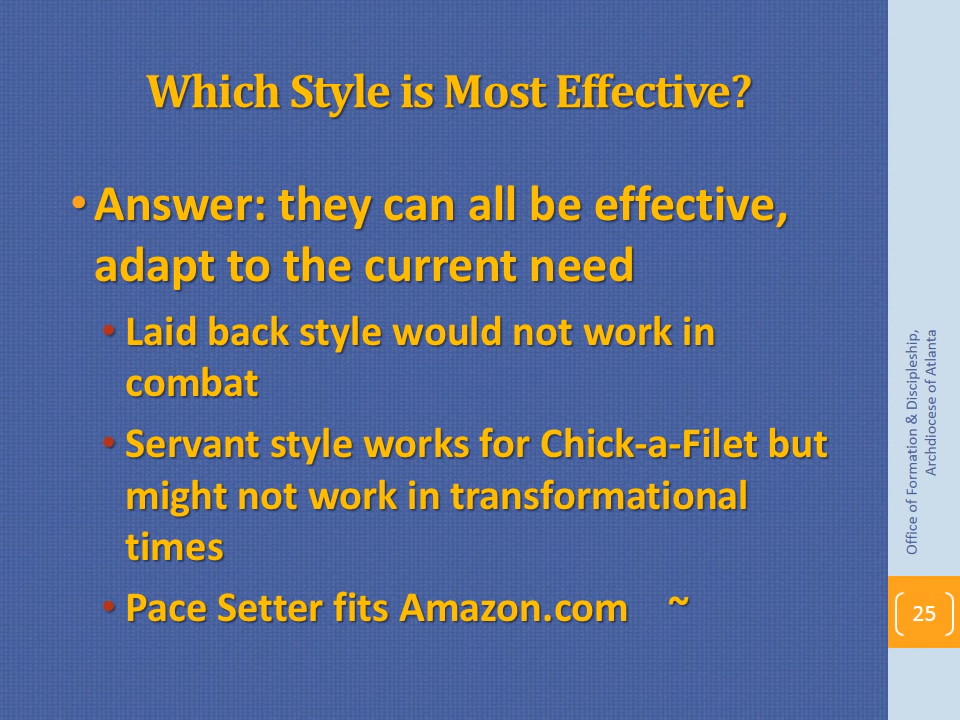 Which Style is Most Effective?
• Answer: they can all be effective,
adapt to the current need
• Laid back style would not work in
combat
• Servant style works for Chick-a-Filet but
might not work in transformational
times
• Pace Setter fits Amazon.com ~
Office of Formation & Discipleship,
Archdiocese of Atlanta
25